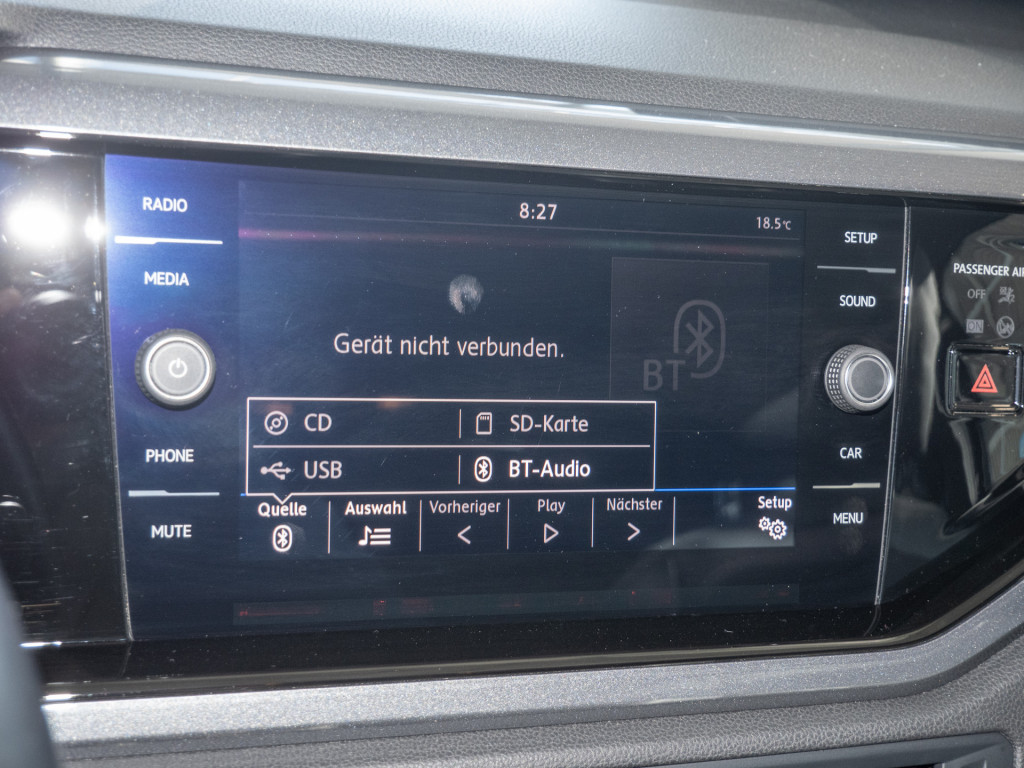 RADIO
8:27
18.5°C
SETUP
MEDIA
SOUND
PASSENGER AI
OFF
ON
Gerät nicht verbunden.
BT
CD
SD-Karte
USB
BT-Audio
PHONE
CAR
Quelle
Auswahl
Vorheriger
Play
Nächster
Setup
MUTE
MENU